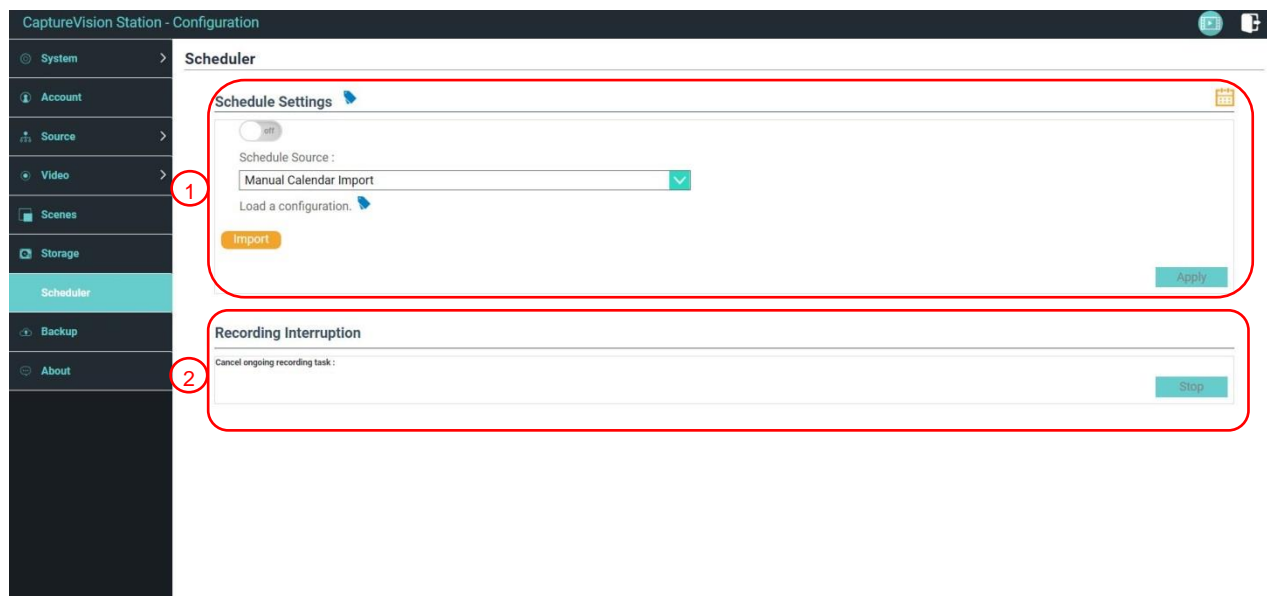 CaptureVision Station - Configuration
System
Account
Source
Video
Scenes
Storage
Scheduler
Backup
About
Scheduler
1
Schedule Settings
off
Schedule Source :
Manual Calendar Import
Load a configuration.
Import
Apply
2
Recording Interruption
Cancel ongoing recording task :
Stop